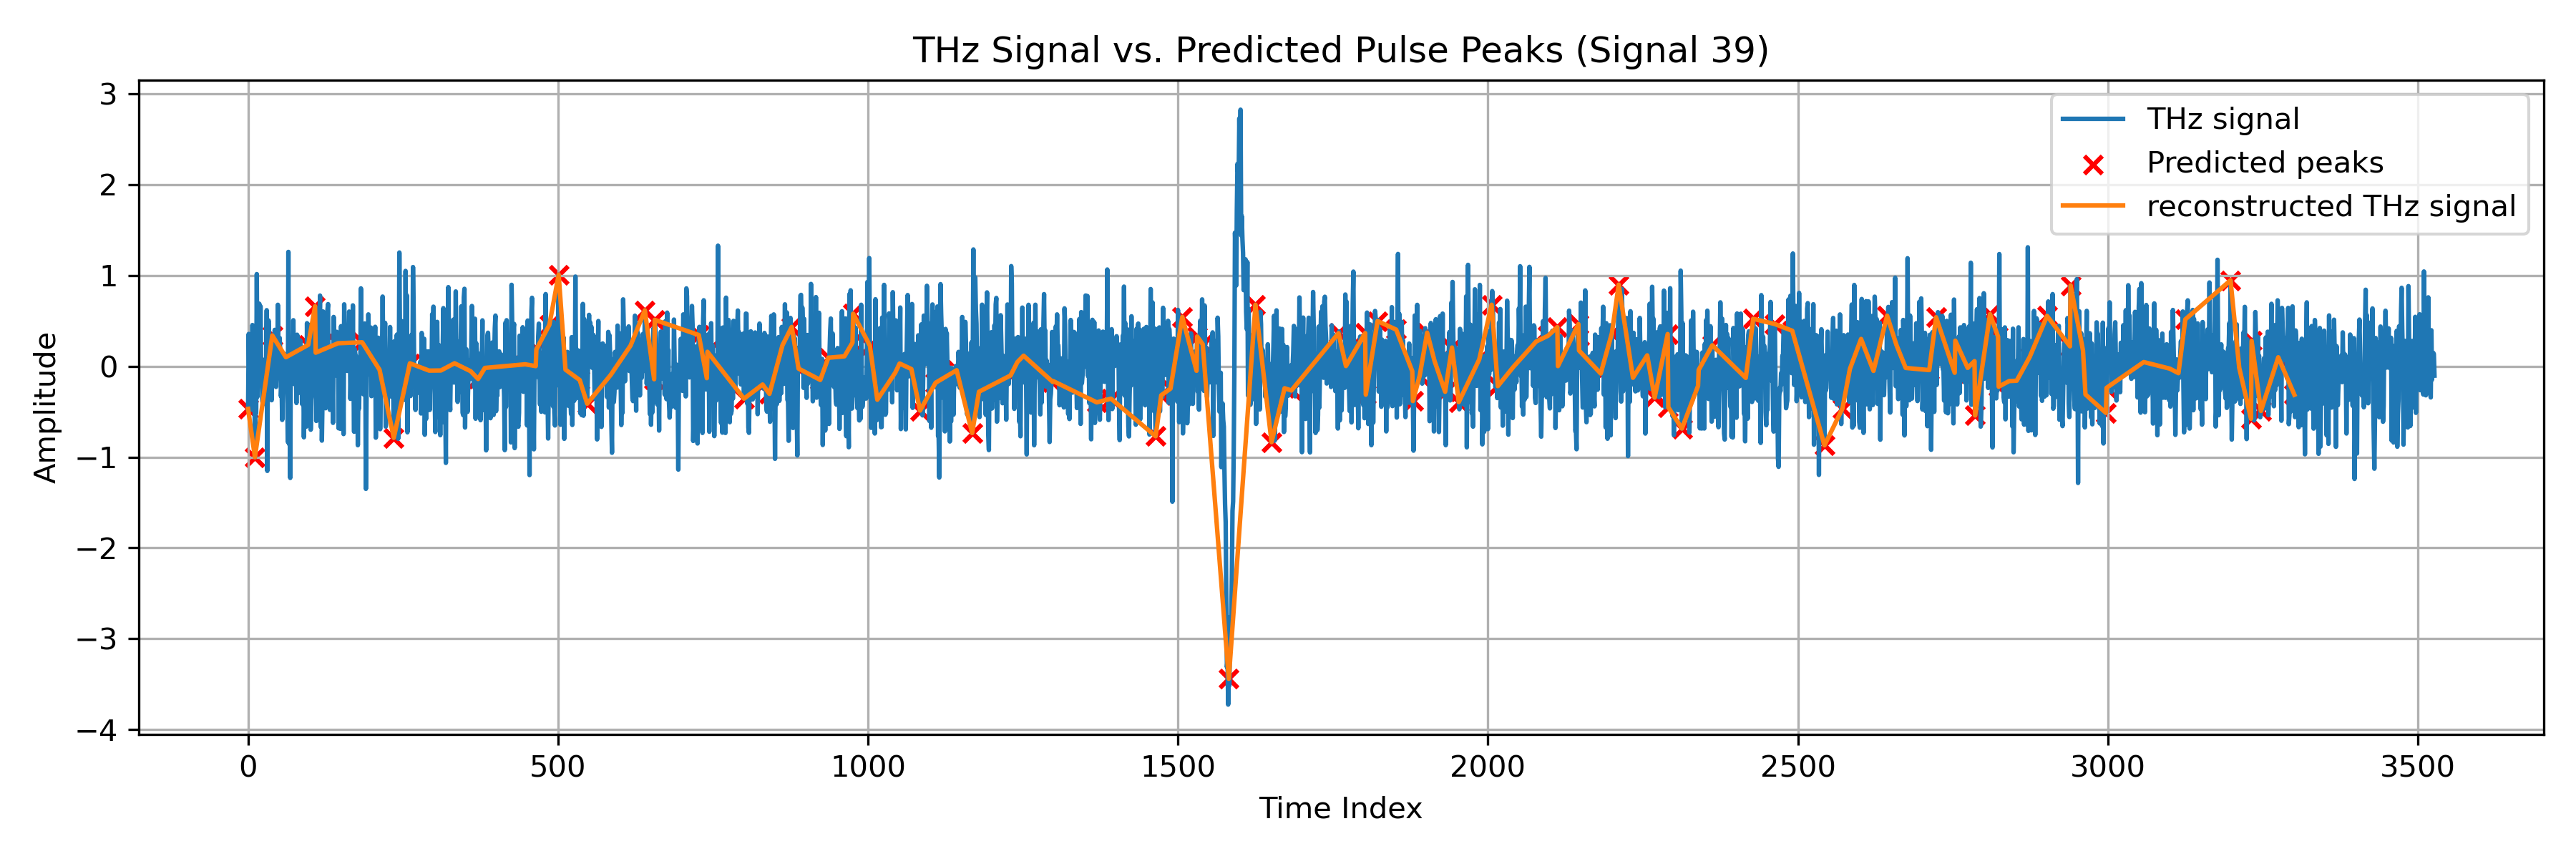 THz Signal vs. Predicted Pulse Peaks (Signal 39)
3
2
1
0
−1
−2
−3
−4
Amplitude
THz signal
Predicted peaks
reconstructed THz signal
0 500 1000 1500 2000 2500 3000 3500
Time Index